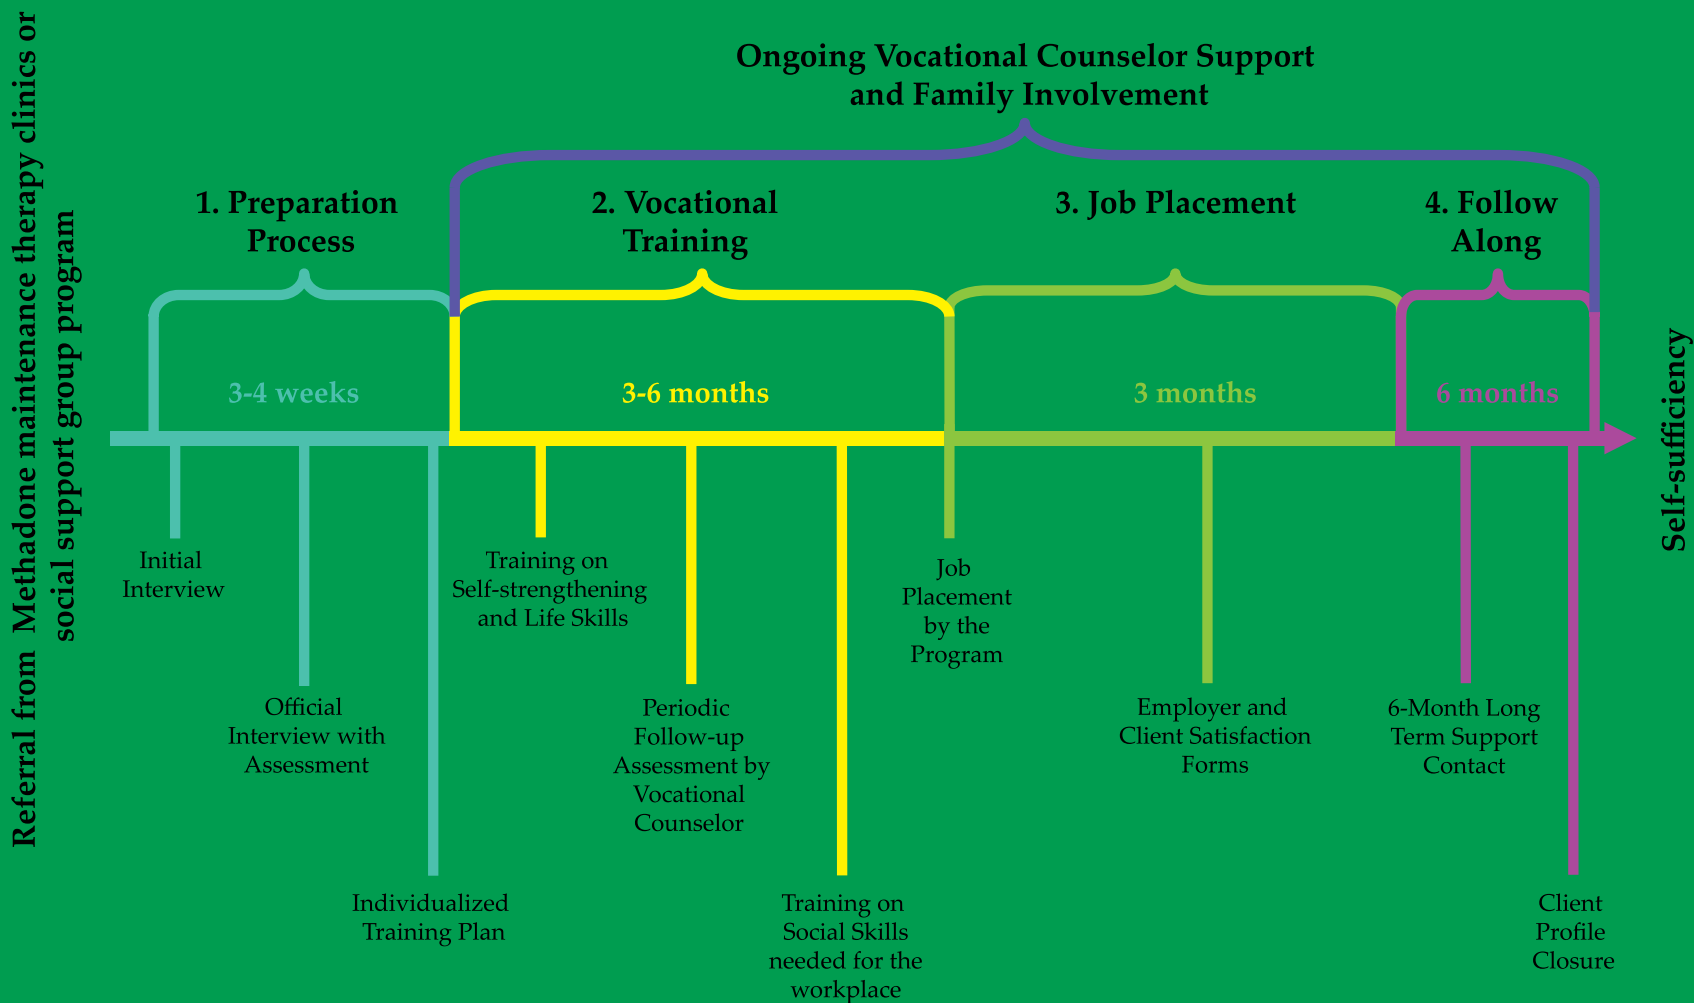 Referral from Methadone maintenance therapy clinics or
social support group program
Ongoing Vocational Counselor Support
and Family Involvement
1. Preparation
Process
2. Vocational
Training
3. Job Placement
4. Follow
Along
3-4 weeks
3-6 months
3 months
6 months
Self-sufficiency
Initial
Interview
Official
Interview with
Assessment
Individualized
Training Plan
Training on
Self-strengthening
and Life Skills
Periodic
Follow-up
Assessment by
Vocational
Counselor
Training on
Social Skills
needed for the
workplace
Job
Placement
by the
Program
Employer and
Client Satisfaction
Forms
6-Month Long
Term Support
Contact
Client
Profile
Closure